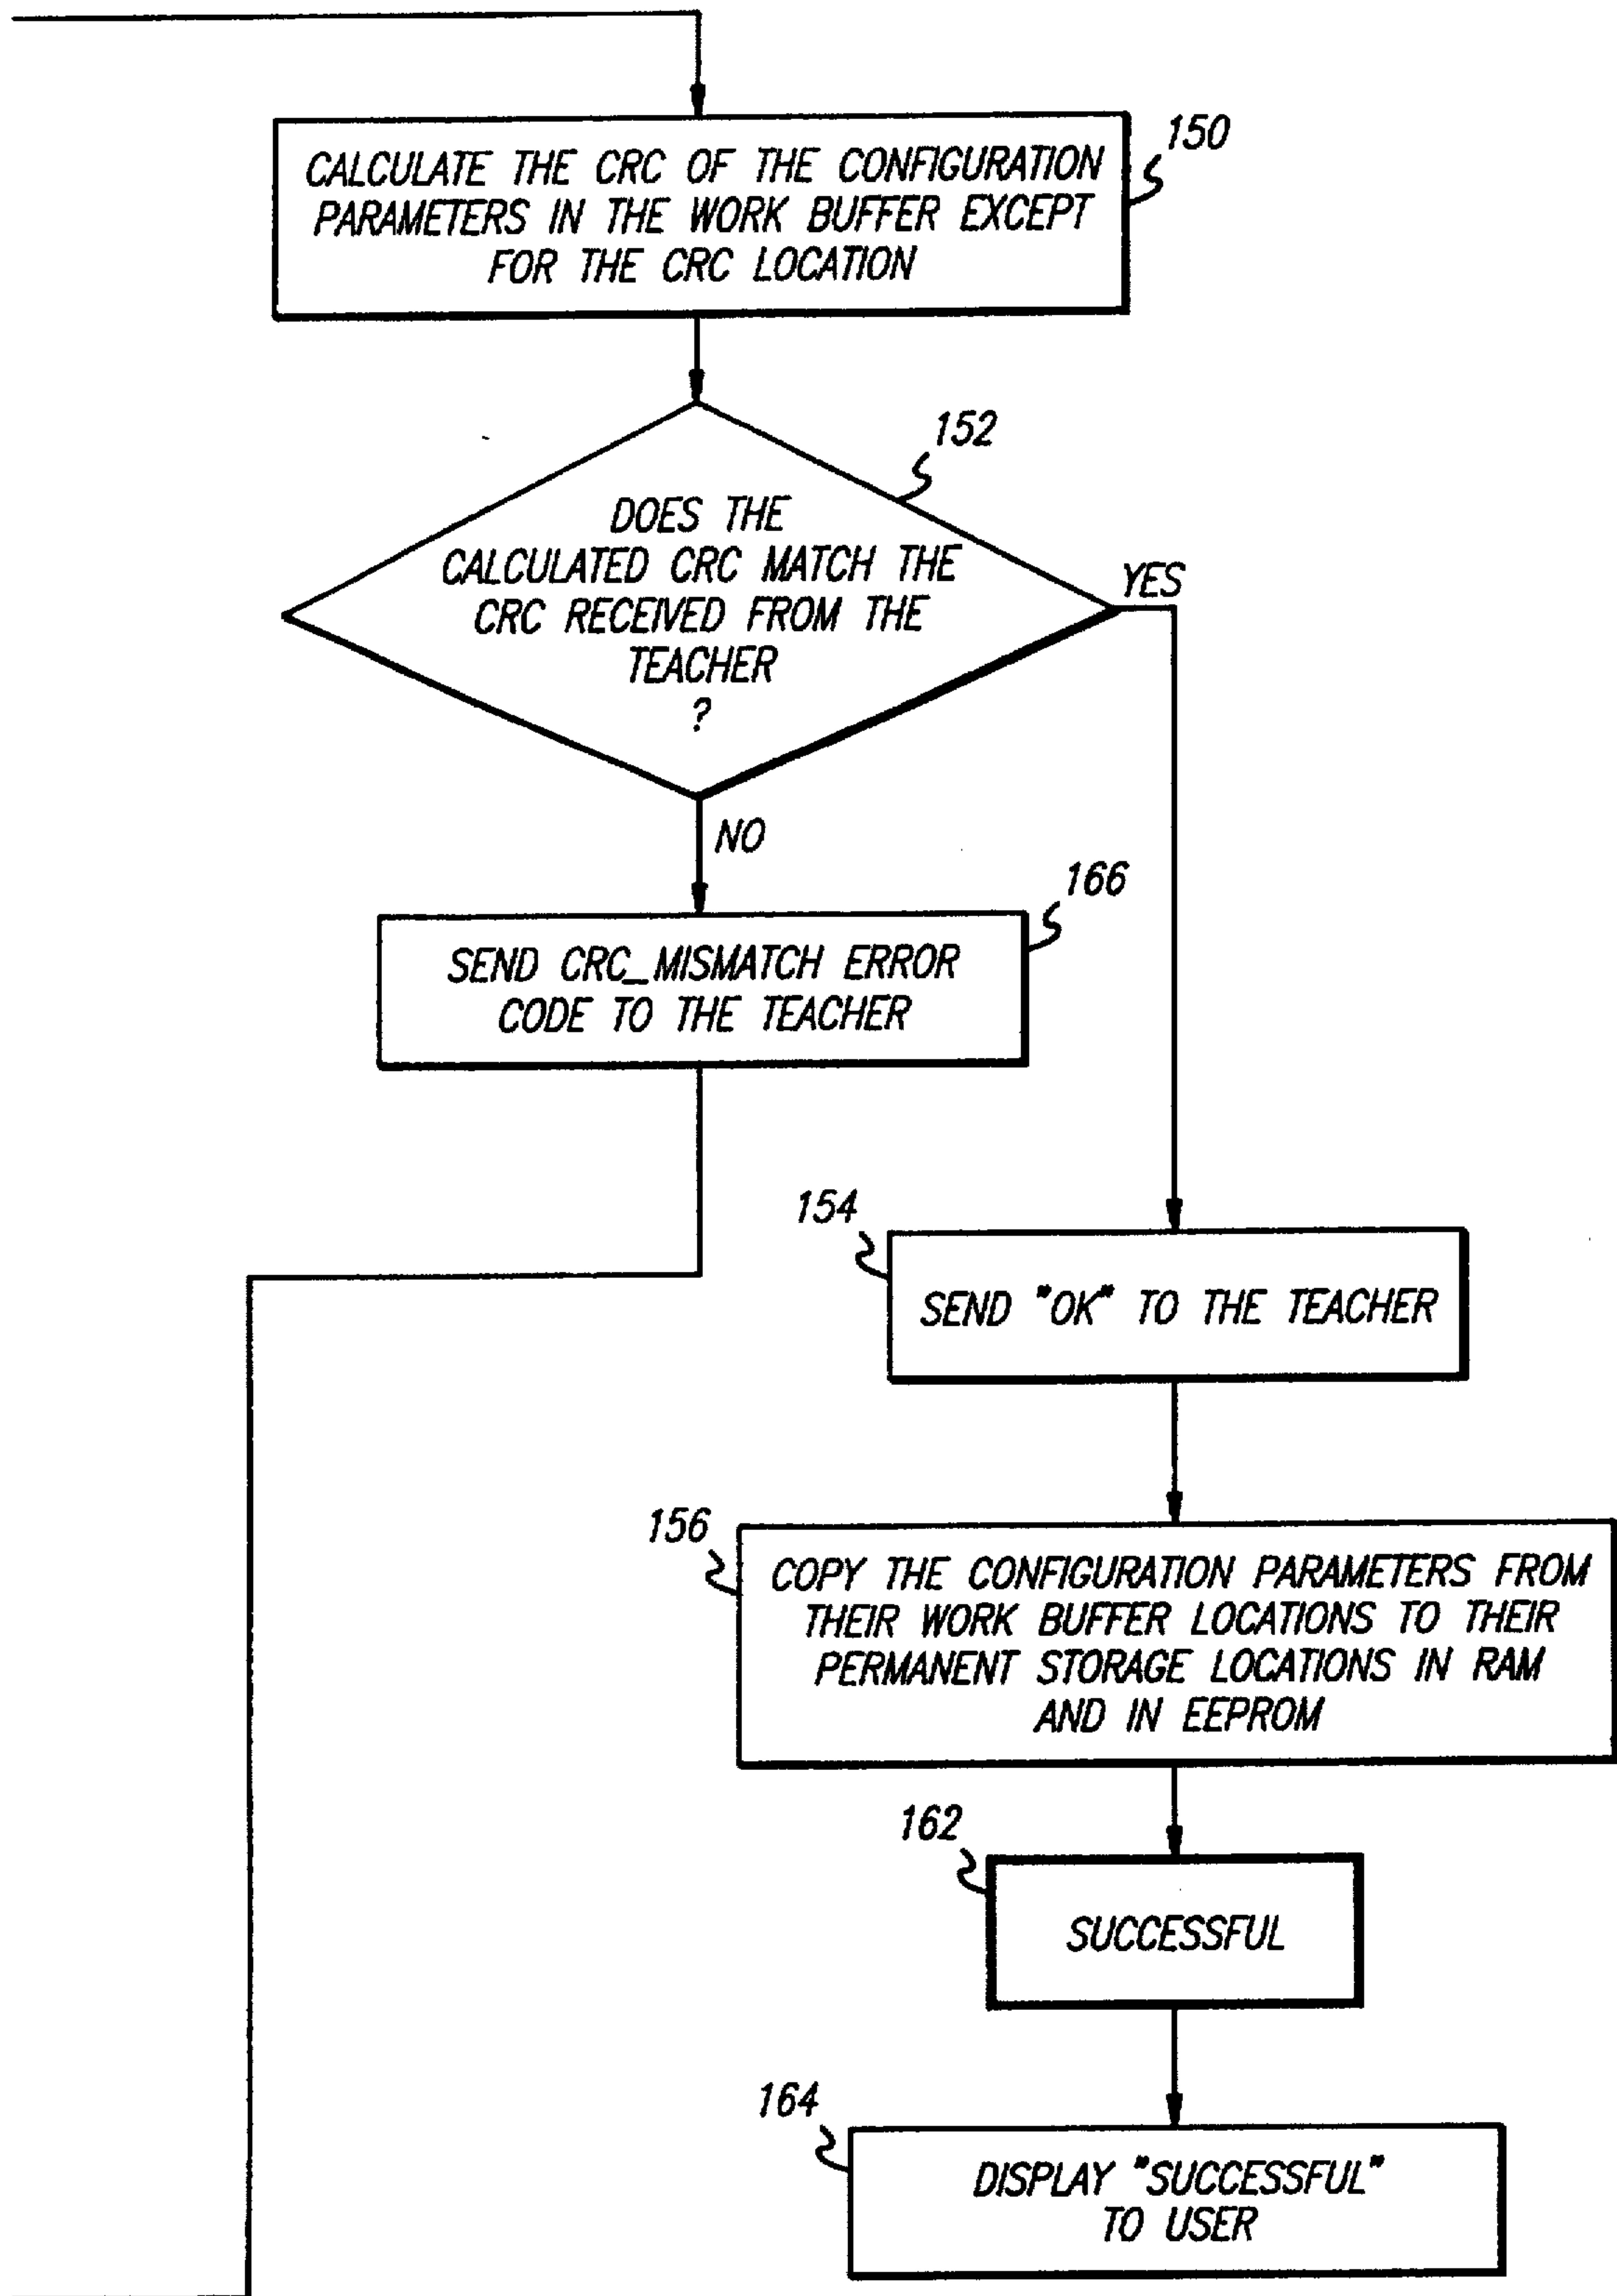 150
CALCULATE THE CRC OF THE CONFIGURATION
PARAMETERS IN THE WORK BUFFER EXCEPT
FOR THE CRC LOCATION
152
DOES THE
CALCULATED CRC MATCH THE
CRC RECEIVED FROM THE
TEACHER
?
YES
NO
166
SEND CRC_MISMATCH ERROR
CODE TO THE TEACHER
154
SEND "OK" TO THE TEACHER
156
COPY THE CONFIGURATION PARAMETERS FROM
THEIR WORK BUFFER LOCATIONS TO THEIR
PERMANENT STORAGE LOCATIONS IN RAM
AND IN EEPROM
162
SUCCESSFUL
164
DISPLAY "SUCCESSFUL"
TO USER